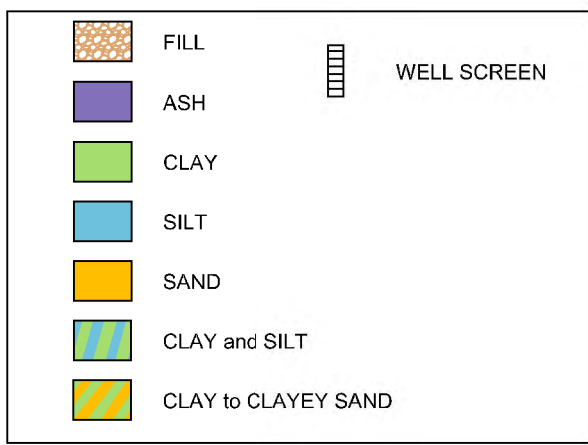 FILL
WELL SCREEN
ASH
CLAY
SILT
SAND
CLAY and SILT
CLAY to CLAYEY SAND